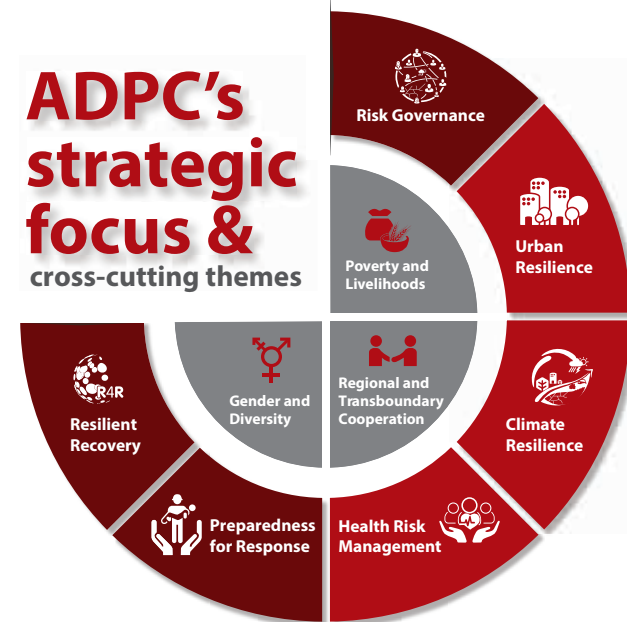 ADPC's
strategic
focus &
cross-cutting themes
Risk Governance
Urban
Resilience
Poverty and
Livelihoods
Gender and
Diversity
Regional and
Transboundary
Cooperation
Climate
Resilience
R4R
Resilient
Recovery
Preparedness
for Response
Health Risk
Management